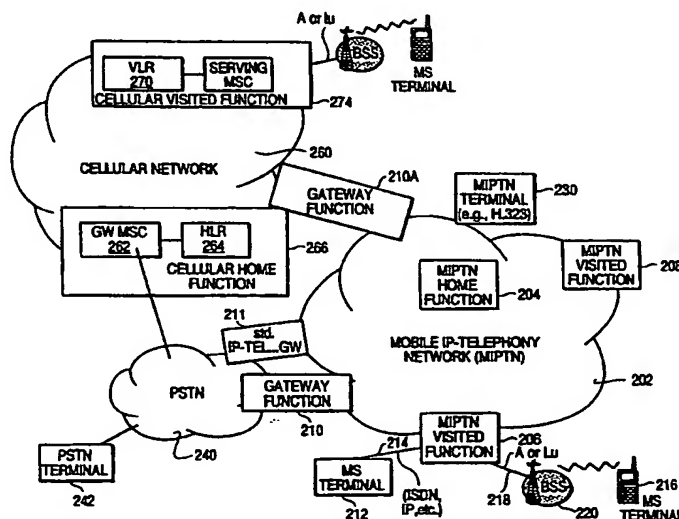 A or Iu
VLR
270
SERVING
MSC
CELLULAR VISITED FUNCTION
274
BSS
MS
TERMINAL
260
CELLULAR NETWORK
210A
GATEWAY
FUNCTION
MIPTN
TERMINAL
(e.g., H.323)
230
GW MSC
262
HLR
264
CELLULAR HOME
FUNCTION
266
MIPTN
VISITED
FUNCTION
208
MIPTN
HOME
FUNCTION
204
211
std.
IP-TEL....GW
MOBILE IP-TELEPHONY
NETWORK (MIPTN)
202
PSTN
GATEWAY
FUNCTION
210
240
PSTN
TERMINAL
242
MIPTN
VISITED
FUNCTION
206
214
A or Lu
MS
TERMINAL
212
(ISDN,
IP, etc.)
218
BSS
220
216
MS
TERMINAL